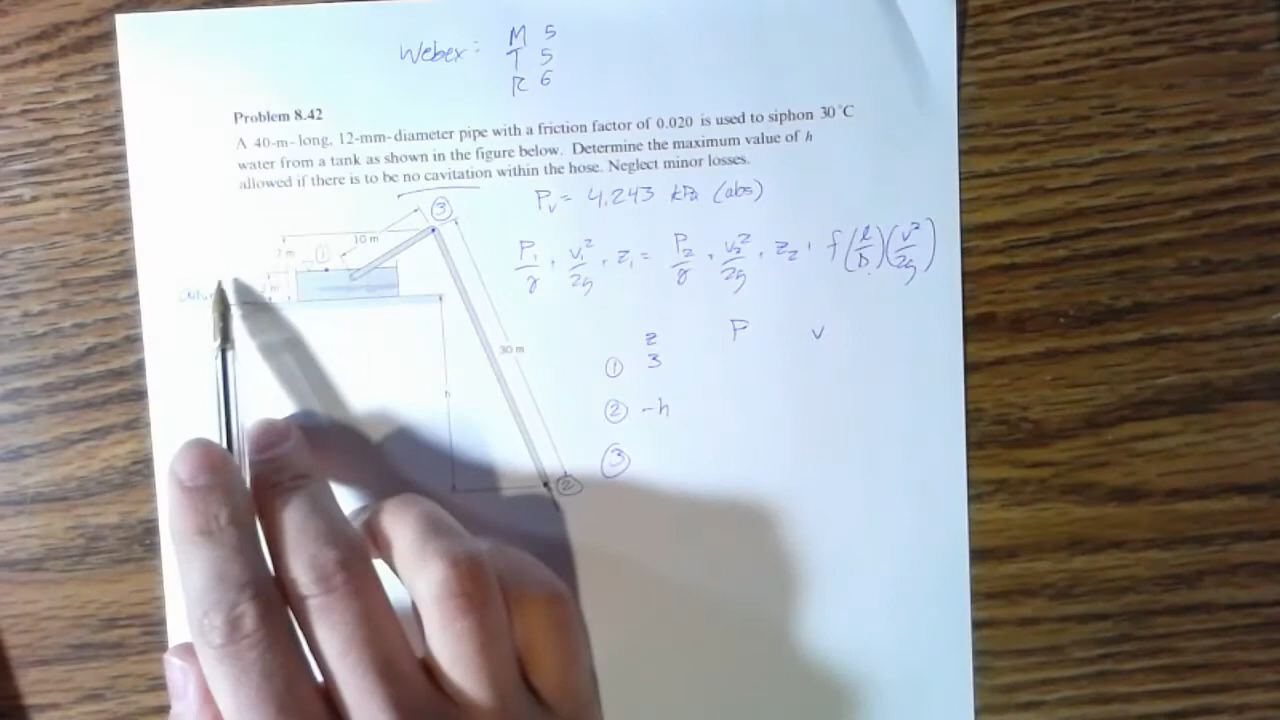 Webex: M 5
T 5
R 6
Problem 8.42
A 40-m-long, 12-mm-diameter pipe with a friction factor of 0.020 is used to siphon 30˚C
water from a tank as shown in the figure below. Determine the maximum value of h
allowed if there is to be no cavitation within the hose. Neglect minor losses.
Pv = 4.243 kPa (abs)
③
10 m
①
7 m
P1/γ + v1²/2g + z1 = P2/γ + v2²/2g + z2 + f(ℓ/D)(v²/2g)
30 m
h
②
z P v
① 3
② -h
③